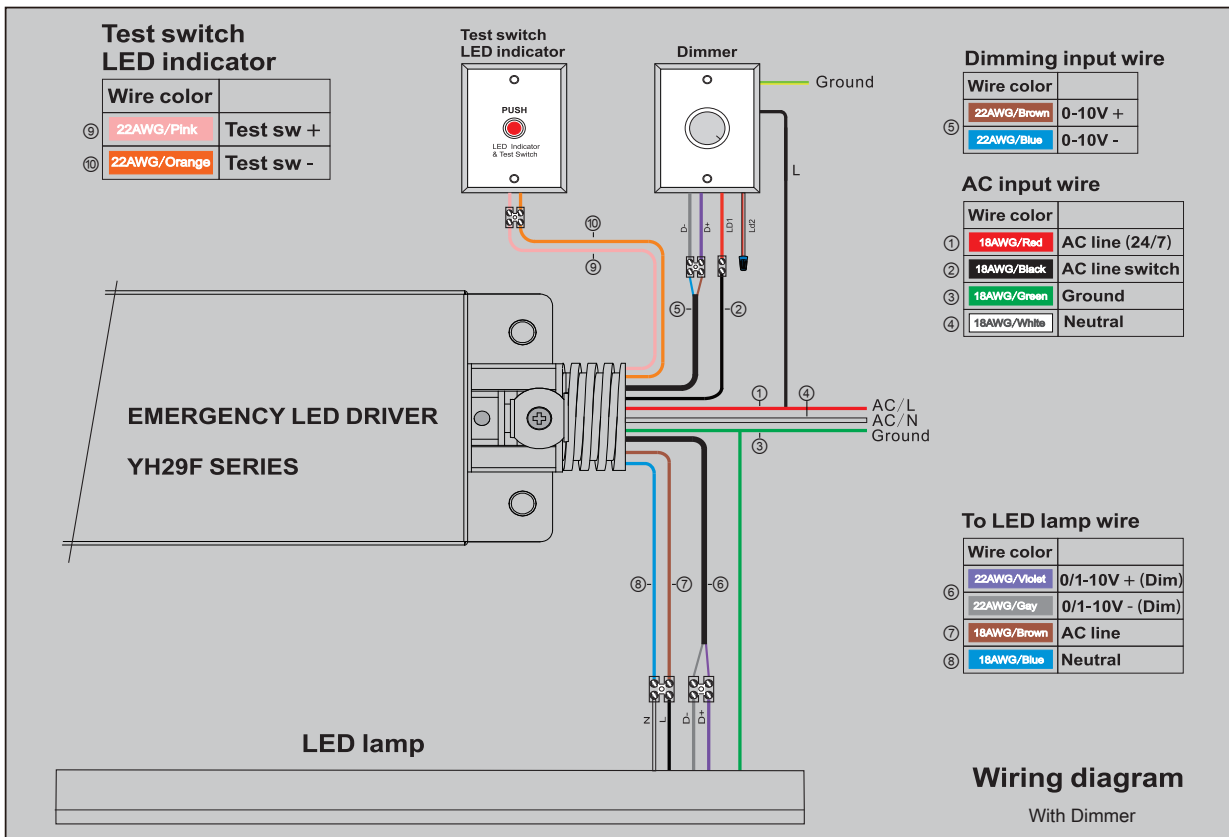 Test switch
LED indicator
Wire color
⑨ 22AWG/Pink Test sw +
⑩ 22AWG/Orange Test sw -
Test switch
LED indicator
PUSH
LED Indicator
& Test Switch
Dimmer
Ground
L
D-
D+
LD1
Ld2
⑩
⑨
⑤
②
Dimming input wire
Wire color
⑤
22AWG/Brown 0-10V +
22AWG/Blue 0-10V -
AC input wire
Wire color
① 18AWG/Red AC line (24/7)
② 18AWG/Black AC line switch
③ 18AWG/Green Ground
④ 18AWG/White Neutral
EMERGENCY LED DRIVER
YH29F SERIES
①
④
③
AC/L
AC/N
Ground
⑧
⑦
⑥
To LED lamp wire
Wire color
⑥
22AWG/Violet 0/1-10V + (Dim)
22AWG/Gay 0/1-10V - (Dim)
⑦ 18AWG/Brown AC line
⑧ 18AWG/Blue Neutral
N
L
D-
D+
LED lamp
Wiring diagram
With Dimmer